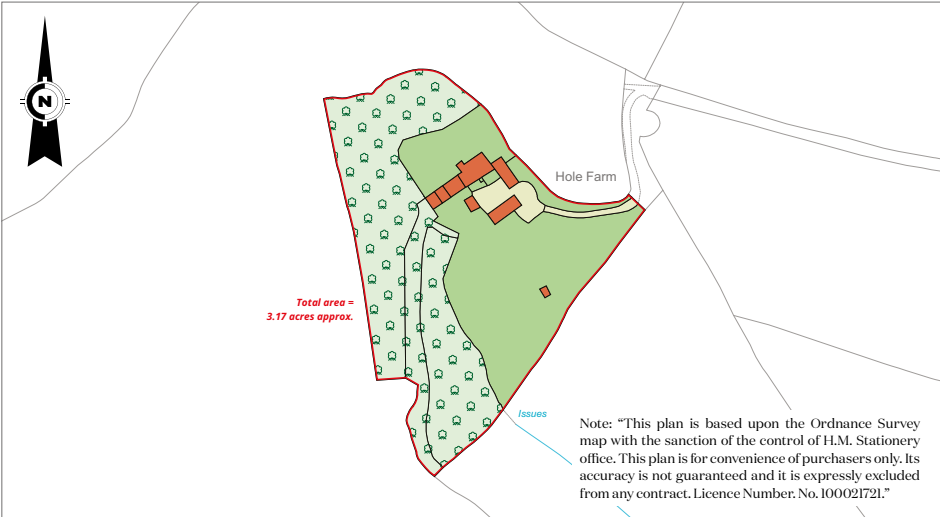 N
Hole Farm
Total area =
3.17 acres approx.
Issues
Note: “This plan is based upon the Ordnance Survey
map with the sanction of the control of H.M. Stationery
office. This plan is for convenience of purchasers only. Its
accuracy is not guaranteed and it is expressly excluded
from any contract. Licence Number. No. 100021721.”